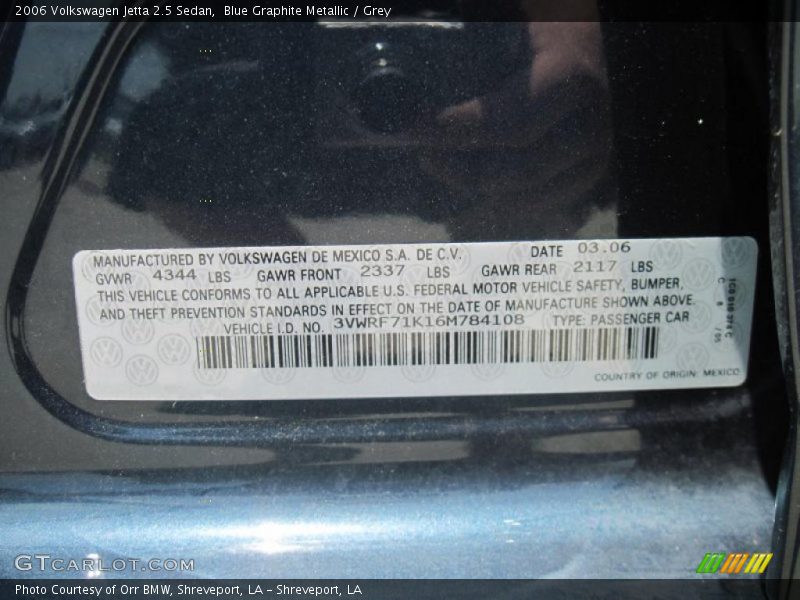 2006 Volkswagen Jetta 2.5 Sedan, Blue Graphite Metallic / Grey
MANUFACTURED BY VOLKSWAGEN DE MEXICO S.A. DE C.V. DATE 03.06
GVWR 4344 LBS GAWR FRONT 2337 LBS GAWR REAR 2117 LBS
THIS VEHICLE CONFORMS TO ALL APPLICABLE U.S. FEDERAL MOTOR VEHICLE SAFETY, BUMPER,
AND THEFT PREVENTION STANDARDS IN EFFECT ON THE DATE OF MANUFACTURE SHOWN ABOVE.
VEHICLE I.D. NO. 3VWRF71K16M784108 TYPE: PASSENGER CAR
COUNTRY OF ORIGIN: MEXICO
GTCARLOT.COM
Photo Courtesy of Orr BMW, Shreveport, LA - Shreveport, LA